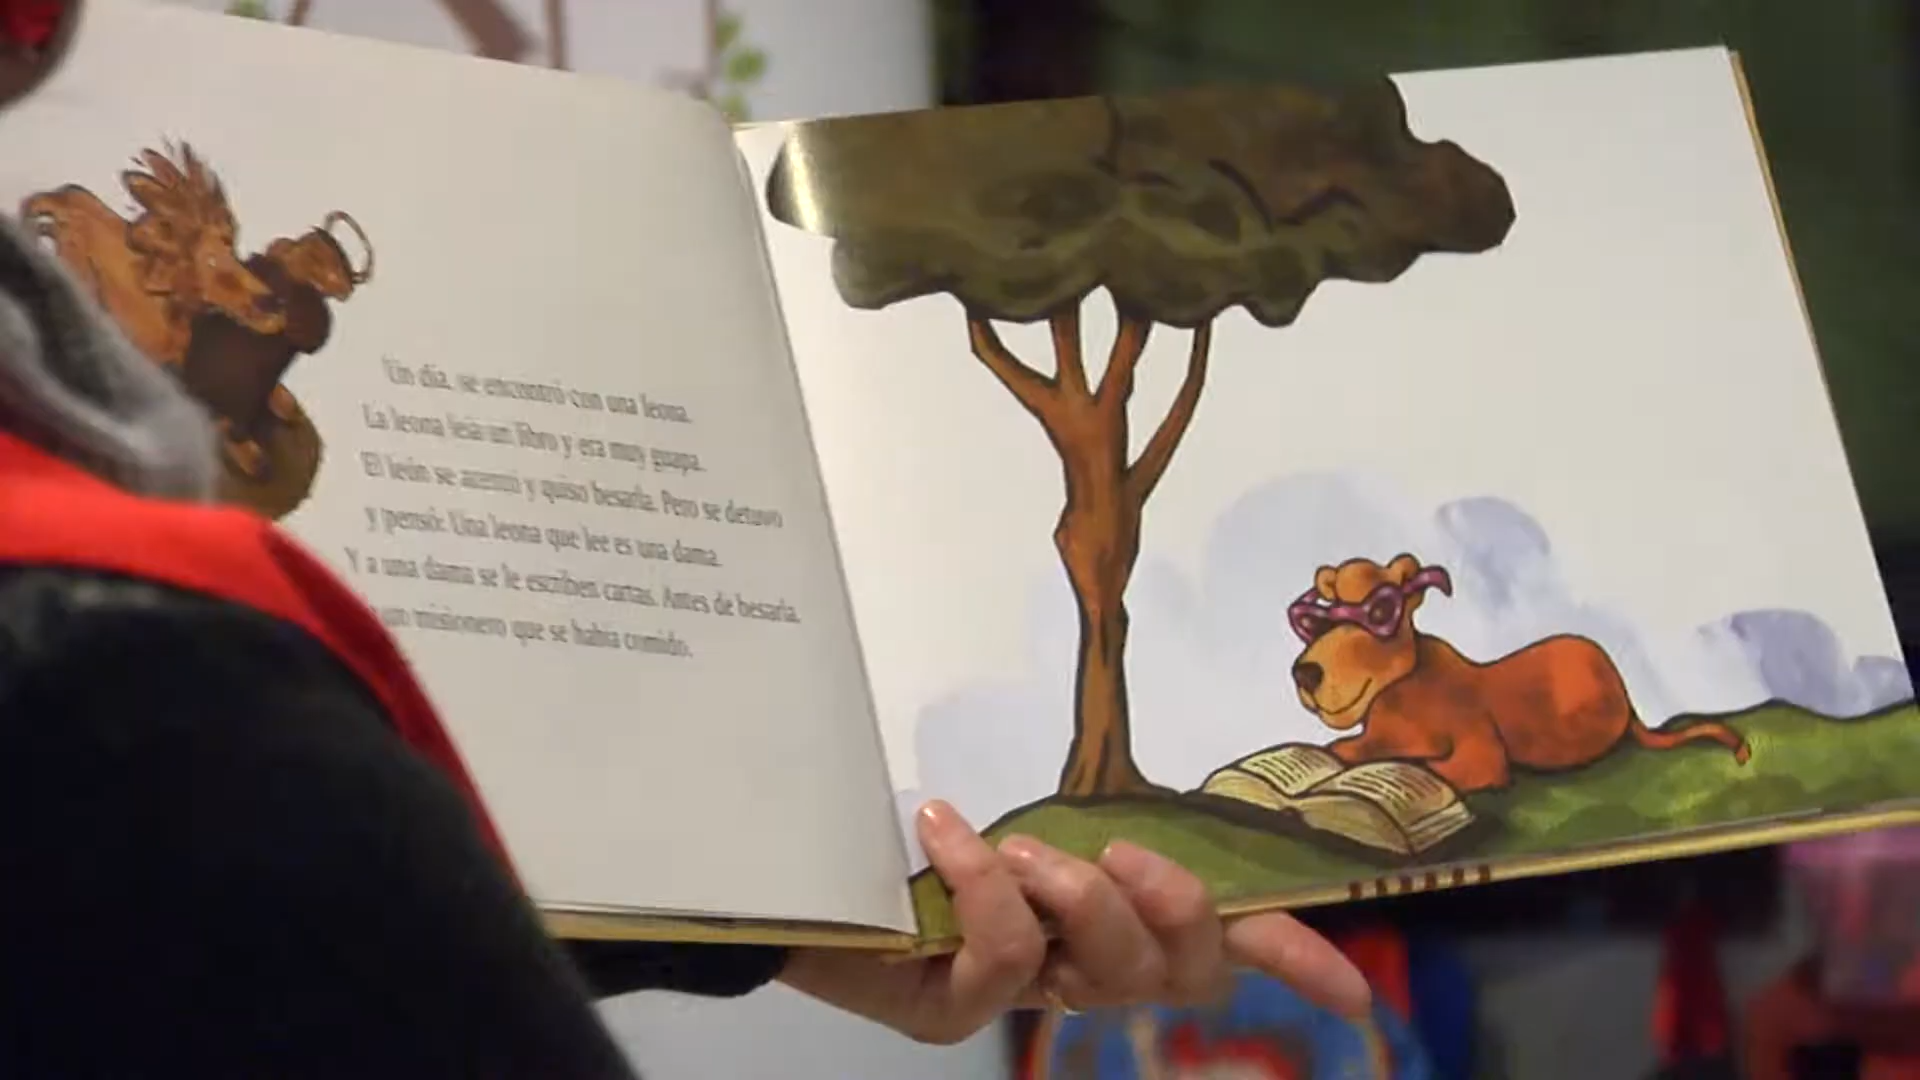 Un día, se encontró con una leona.
La leona leía un libro y era muy guapa.
El león se acercó y quiso besarla. Pero se detuvo
y pensó: Una leona que lee es una dama.
Y a una dama se le escriben cartas. Antes de besarla.
un misionero que se había comido.